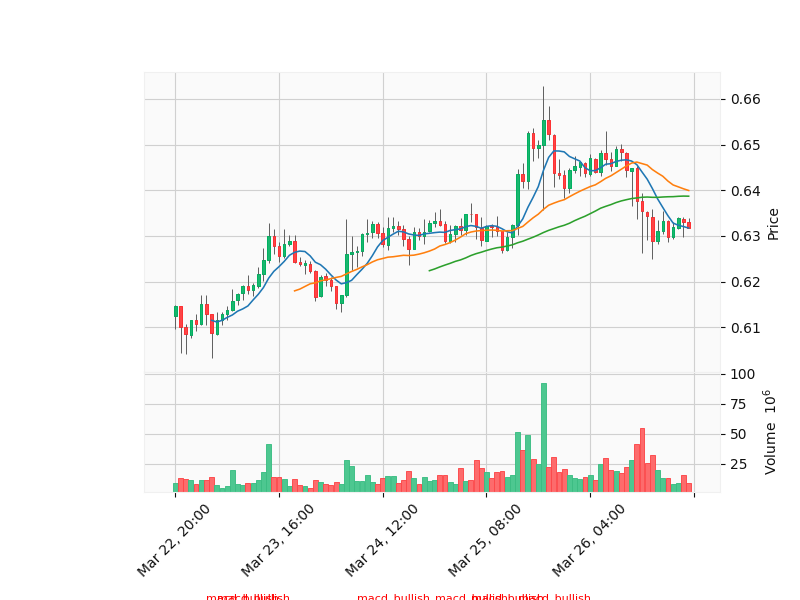 0.66
0.65
0.64
0.63
0.62
0.61
Price
100
75
50
25
Volume 10^6
Mar 22, 20:00
Mar 23, 16:00
Mar 24, 12:00
Mar 25, 08:00
Mar 26, 04:00
macd_bullish
macd_bullish
macd_bullish